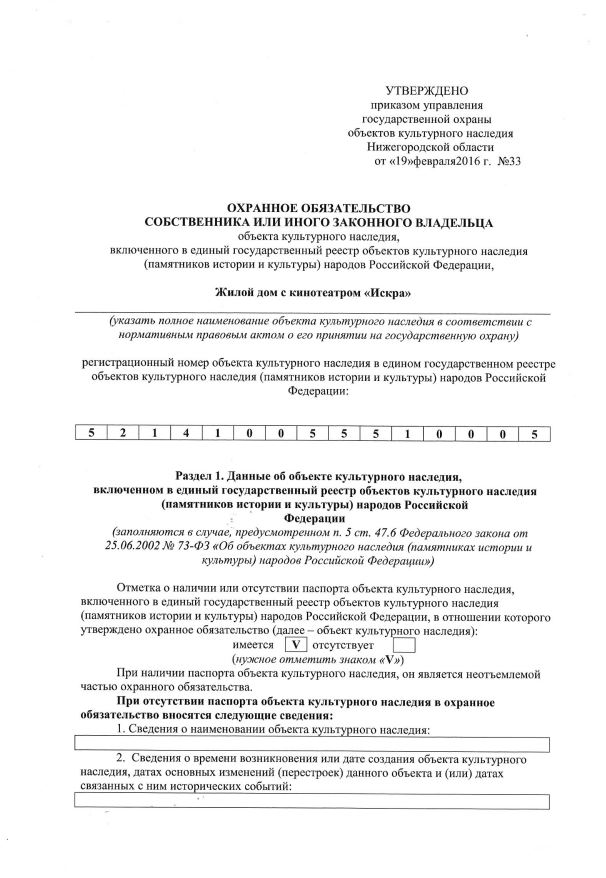 УТВЕРЖДЕНО
приказом управления
государственной охраны
объектов культурного наследия
Нижегородской области
от «19»февраля2016 г. №33
ОХРАННОЕ ОБЯЗАТЕЛЬСТВО
СОБСТВЕННИКА ИЛИ ИНОГО ЗАКОННОГО ВЛАДЕЛЬЦА
объекта культурного наследия,
включенного в единый государственный реестр объектов культурного наследия
(памятников истории и культуры) народов Российской Федерации,
Жилой дом с кинотеатром «Искра»
(указать полное наименование объекта культурного наследия в соответствии с
нормативным правовым актом о его принятии на государственную охрану)
регистрационный номер объекта культурного наследия в едином государственном реестре
объектов культурного наследия (памятников истории и культуры) народов Российской
Федерации:
5 2 1 4 1 0 0 5 5 5 1 0 0 0 5
Раздел 1. Данные об объекте культурного наследия,
включенном в единый государственный реестр объектов культурного наследия
(памятников истории и культуры) народов Российской
Федерации
(заполняются в случае, предусмотренном п. 5 ст. 47.6 Федерального закона от
25.06.2002 № 73-ФЗ «Об объектах культурного наследия (памятниках истории и
культуры) народов Российской Федерации»)
Отметка о наличии или отсутствии паспорта объекта культурного наследия,
включенного в единый государственный реестр объектов культурного наследия
(памятников истории и культуры) народов Российской Федерации, в отношении которого
утверждено охранное обязательство (далее – объект культурного наследия):
имеется V отсутствует
(нужное отметить знаком «V»)
При наличии паспорта объекта культурного наследия, он является неотъемлемой
частью охранного обязательства.
При отсутствии паспорта объекта культурного наследия в охранное
обязательство вносятся следующие сведения:
1. Сведения о наименовании объекта культурного наследия:
2. Сведения о времени возникновения или дате создания объекта культурного
наследия, датах основных изменений (перестроек) данного объекта и (или) датах
связанных с ним исторических событий: